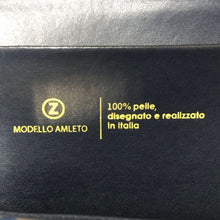 Z
MODELLO AMLETO
100% pelle,
disegnato e realizzato
in Italia